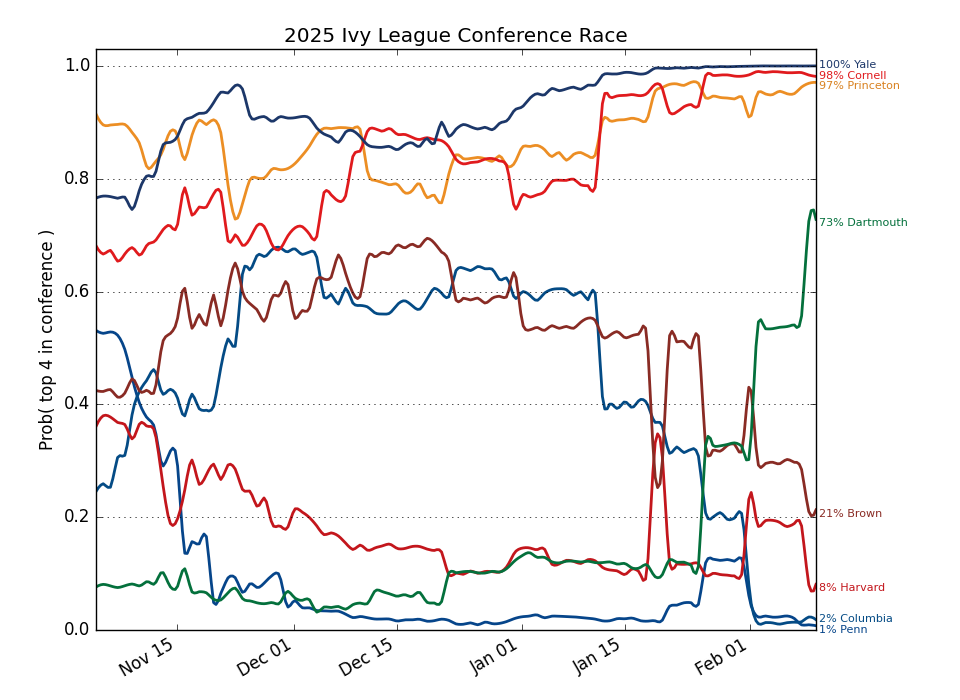 2025 Ivy League Conference Race
Prob( top 4 in conference )
1.0
0.8
0.6
0.4
0.2
0.0
Nov 15
Dec 01
Dec 15
Jan 01
Jan 15
Feb 01
100% Yale
98% Cornell
97% Princeton
73% Dartmouth
21% Brown
8% Harvard
2% Columbia
1% Penn